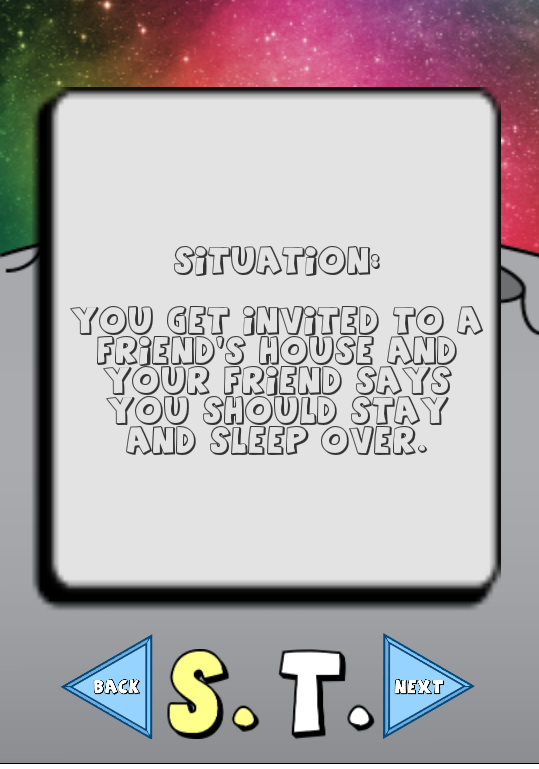 SiTUATiON:
YOU GET iNViTED TO A
FRiEND'S HOUSE AND
YOUR FRiEND SAYS
YOU SHOULD STAY
AND SLEEP OVER.
BACK
S. T.
NEXT